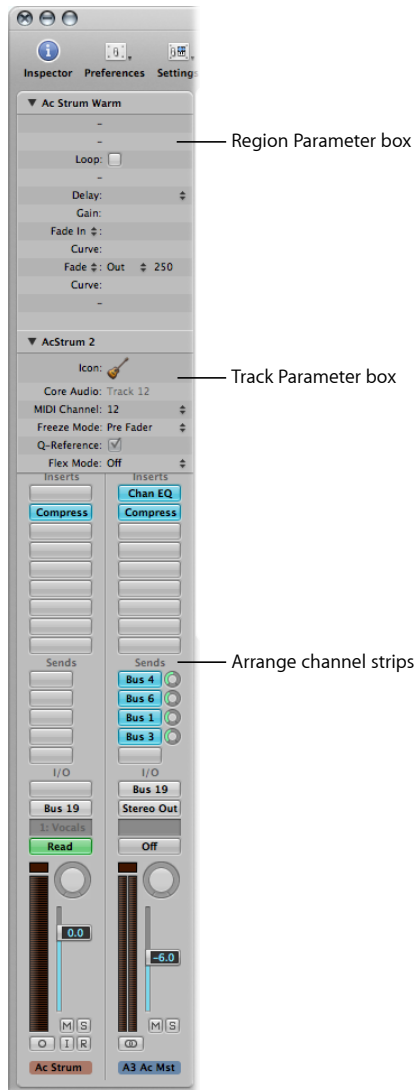 Inspector Preferences Settings
Ac Strum Warm
-
-
Region Parameter box
Loop:
-
Delay:
Gain:
Fade In :
Curve:
Fade : Out 250
Curve:
-
AcStrum 2
Icon:
Track Parameter box
Core Audio: Track 12
MIDI Channel: 12
Freeze Mode: Pre Fader
Q-Reference:
Flex Mode: Off
Inserts Inserts
Chan EQ
Compress Compress
Sends Sends
Arrange channel strips
Bus 4
Bus 6
Bus 1
Bus 3
I/O I/O
Bus 19
Bus 19 Stereo Out
1: Vocals
Read Off
0.0
-6.0
M S M S
I R
Ac Strum A3 Ac Mst